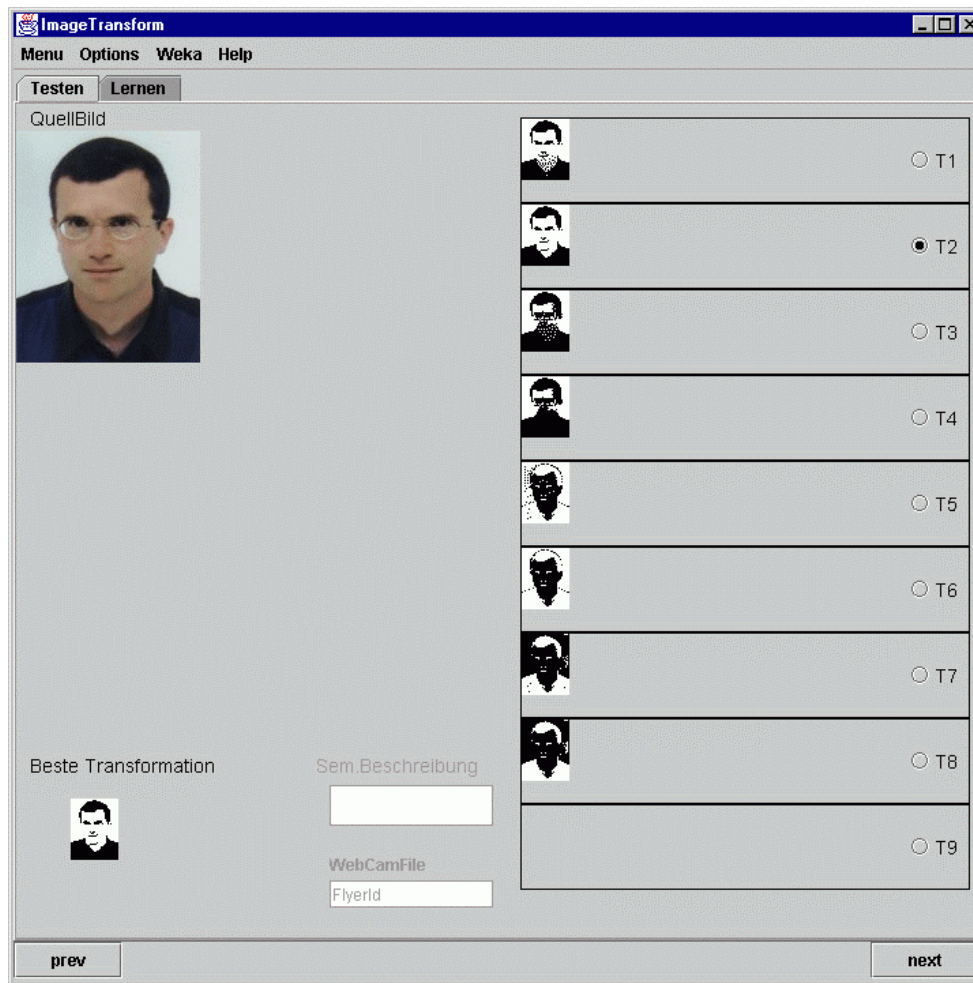 ImageTransform
Menu Options Weka Help
Testen Lernen
QuellBild
T1
T2
T3
T4
T5
T6
T7
T8
T9
Beste Transformation
Sem.Beschreibung
WebCamFile
FlyerId
prev next